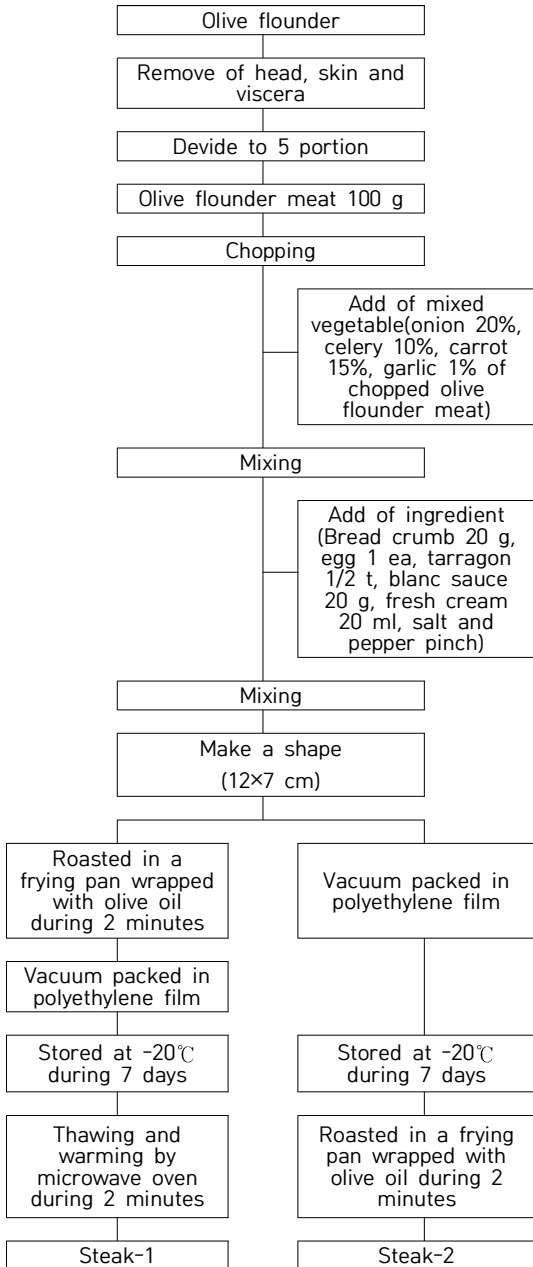 Olive flounder
Remove of head, skin and
viscera
Devide to 5 portion
Olive flounder meat 100 g
Chopping
Add of mixed
vegetable(onion 20%,
celery 10%, carrot
15%, garlic 1% of
chopped olive
flounder meat)
Mixing
Add of ingredient
(Bread crumb 20 g,
egg 1 ea, tarragon
1/2 t, blanc sauce
20 g, fresh cream
20 ml, salt and
pepper pinch)
Mixing
Make a shape
(12×7 cm)
Roasted in a
frying pan wrapped
with olive oil
during 2 minutes
Vacuum packed in
polyethylene film
Stored at -20℃
during 7 days
Thawing and
warming by
microwave oven
during 2 minutes
Steak-1
Vacuum packed in
polyethylene film
Stored at -20℃
during 7 days
Roasted in a frying
pan wrapped with
olive oil during 2
minutes
Steak-2